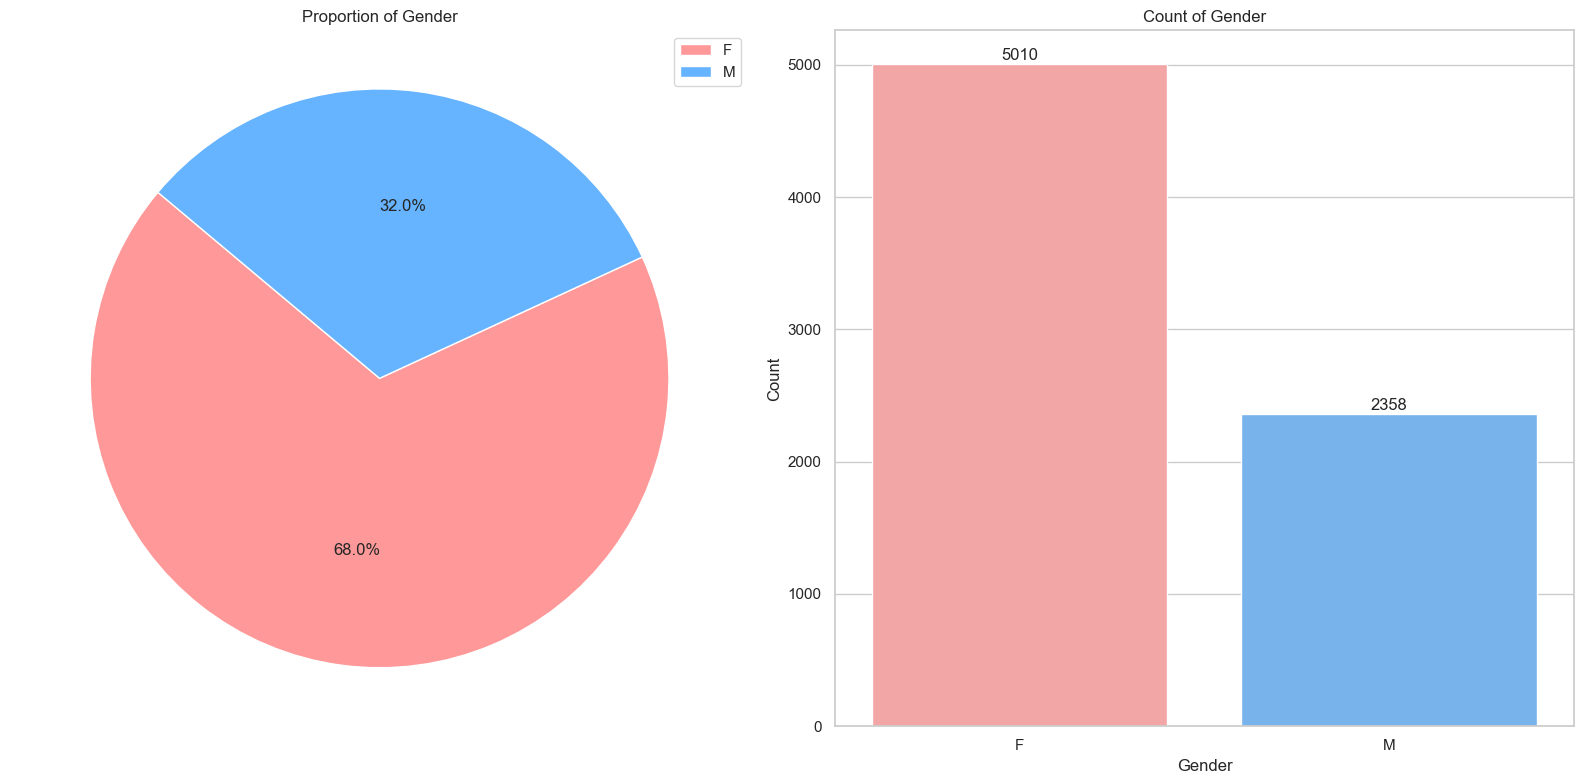 Proportion of Gender
F
M
32.0%
68.0%
Count of Gender
5010
2358
5000
4000
3000
2000
1000
0
Count
F
M
Gender